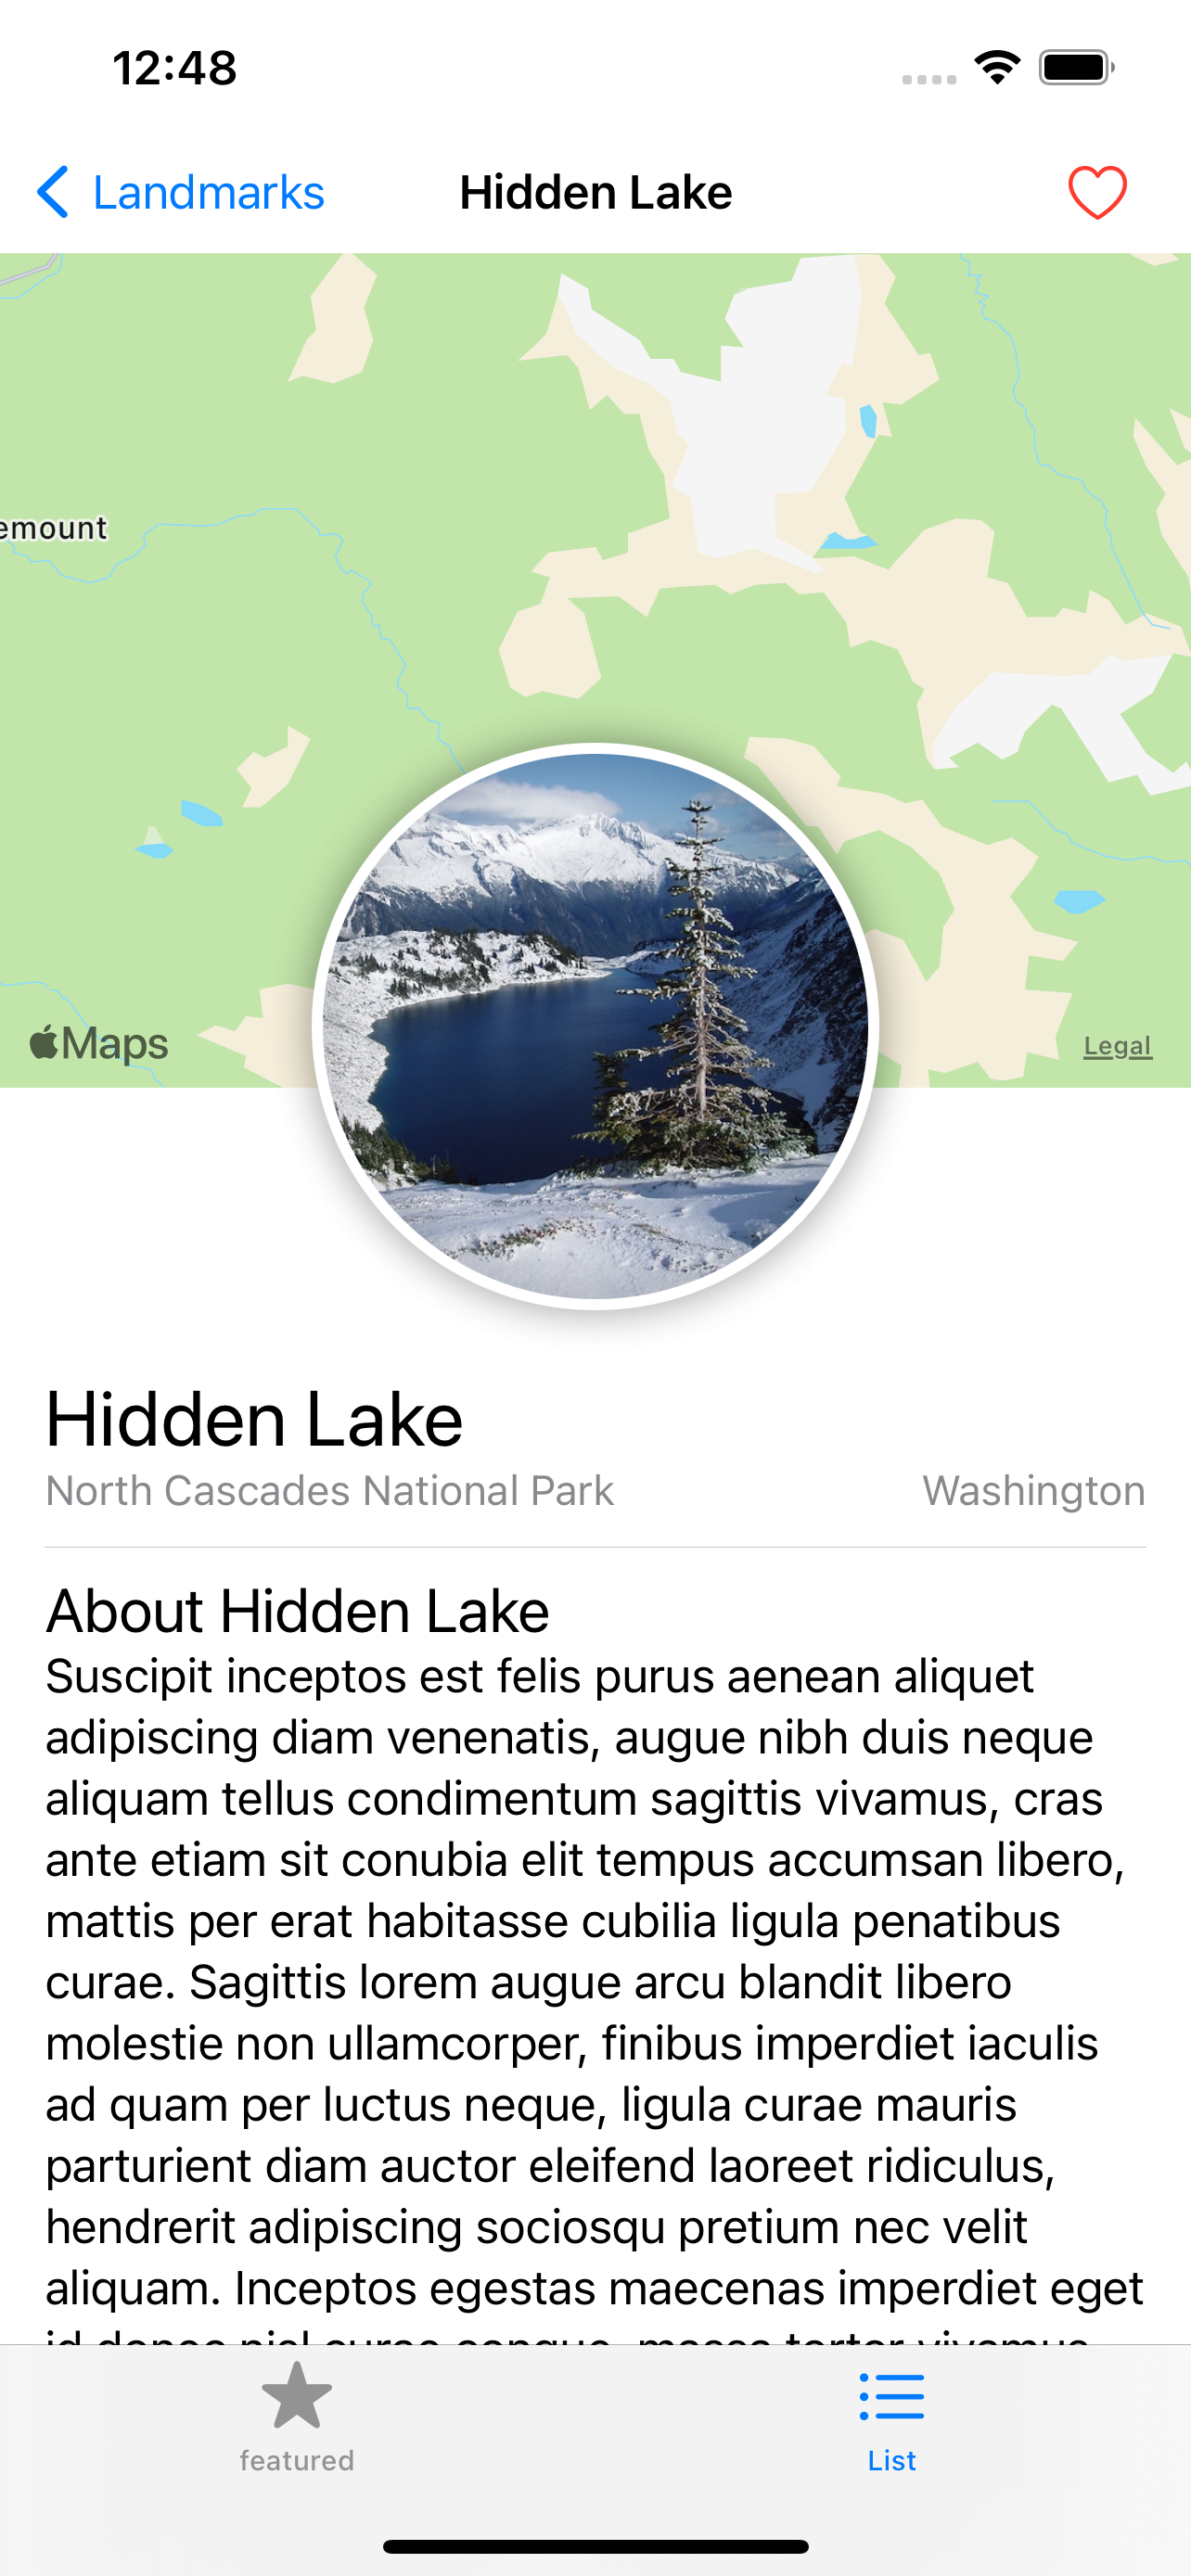 12:48
Landmarks
Hidden Lake
emount
Maps
Legal
Hidden Lake
North Cascades National Park
Washington
About Hidden Lake
Suscipit inceptos est felis purus aenean aliquet
adipiscing diam venenatis, augue nibh duis neque
aliquam tellus condimentum sagittis vivamus, cras
ante etiam sit conubia elit tempus accumsan libero,
mattis per erat habitasse cubilia ligula penatibus
curae. Sagittis lorem augue arcu blandit libero
molestie non ullamcorper, finibus imperdiet iaculis
ad quam per luctus neque, ligula curae mauris
parturient diam auctor eleifend laoreet ridiculus,
hendrerit adipiscing sociosqu pretium nec velit
aliquam. Inceptos egestas maecenas imperdiet eget
featured
List